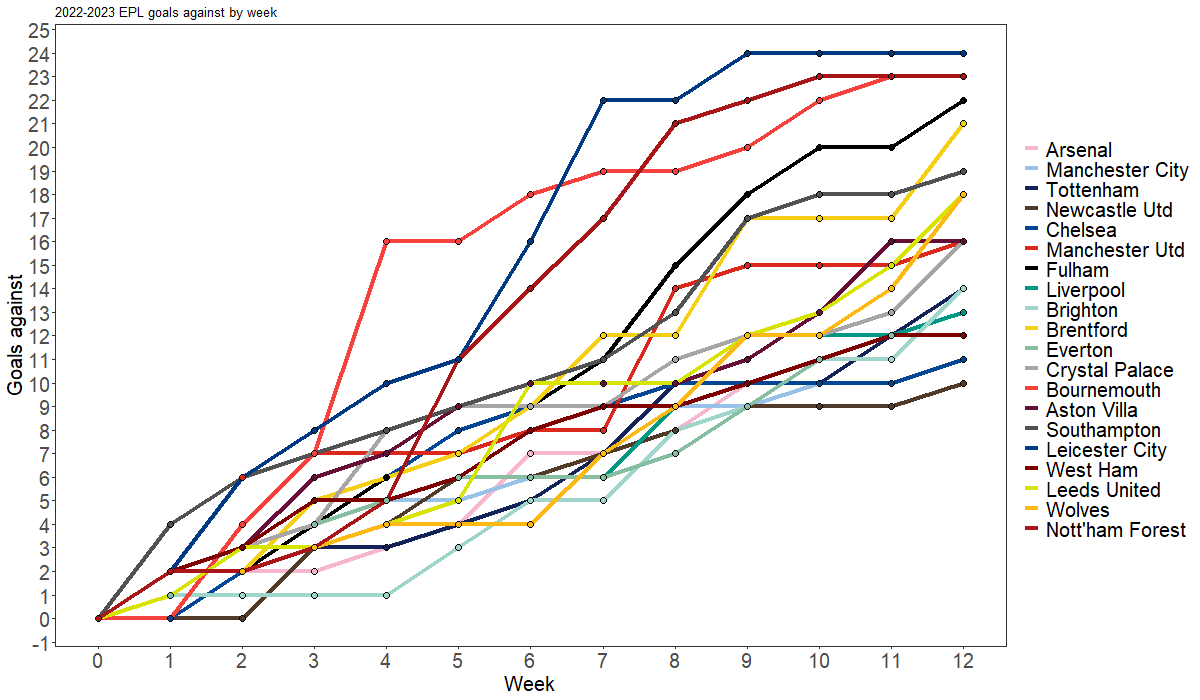 2022-2023 EPL goals against by week
25
24
23
22
21
20
19
18
17
16
15
14
13
12
11
10
9
8
7
6
5
4
3
2
1
0
-1
Goals against
0 1 2 3 4 5 6 7 8 9 10 11 12
Week
Arsenal
Manchester City
Tottenham
Newcastle Utd
Chelsea
Manchester Utd
Fulham
Liverpool
Brighton
Brentford
Everton
Crystal Palace
Bournemouth
Aston Villa
Southampton
Leicester City
West Ham
Leeds United
Wolves
Nott'ham Forest